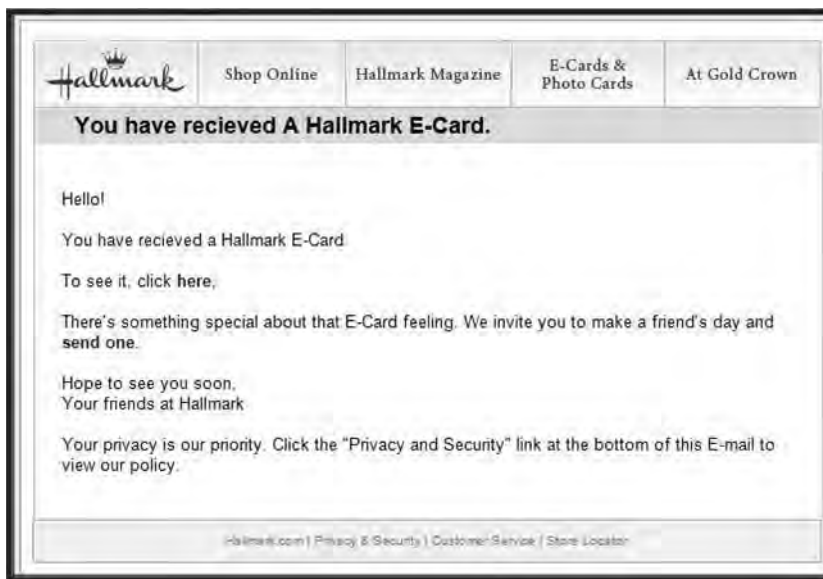 Hallmark Shop Online Hallmark Magazine E-Cards & Photo Cards At Gold Crown
You have recieved A Hallmark E-Card.
Hello!
You have recieved a Hallmark E-Card
To see it, click here,
There's something special about that E-Card feeling. We invite you to make a friend's day and
send one.
Hope to see you soon,
Your friends at Hallmark
Your privacy is our priority. Click the "Privacy and Security" link at the bottom of this E-mail to
view our policy.
Hallmark.com | Privacy & Security | Customer Service | Store Locator